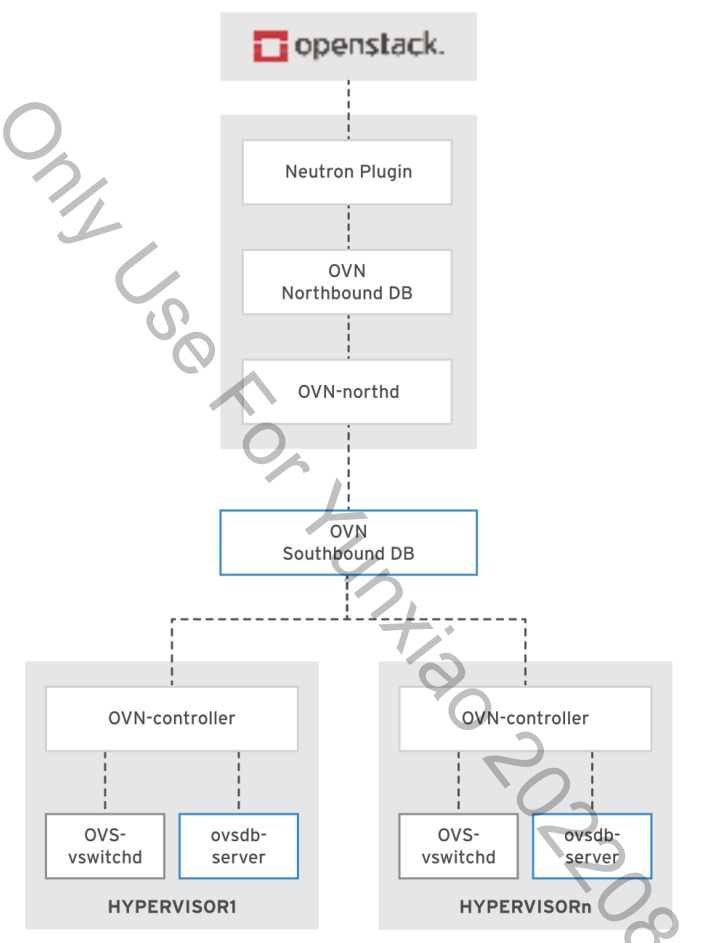 openstack.
Neutron Plugin
OVN
Northbound DB
OVN-northd
OVN
Southbound DB
OVN-controller
OVN-controller
OVS-
vswitchd
ovsdb-
server
OVS-
vswitchd
ovsdb-
server
HYPERVISOR1
HYPERVISORn
Only Use For Yunxiao 202208